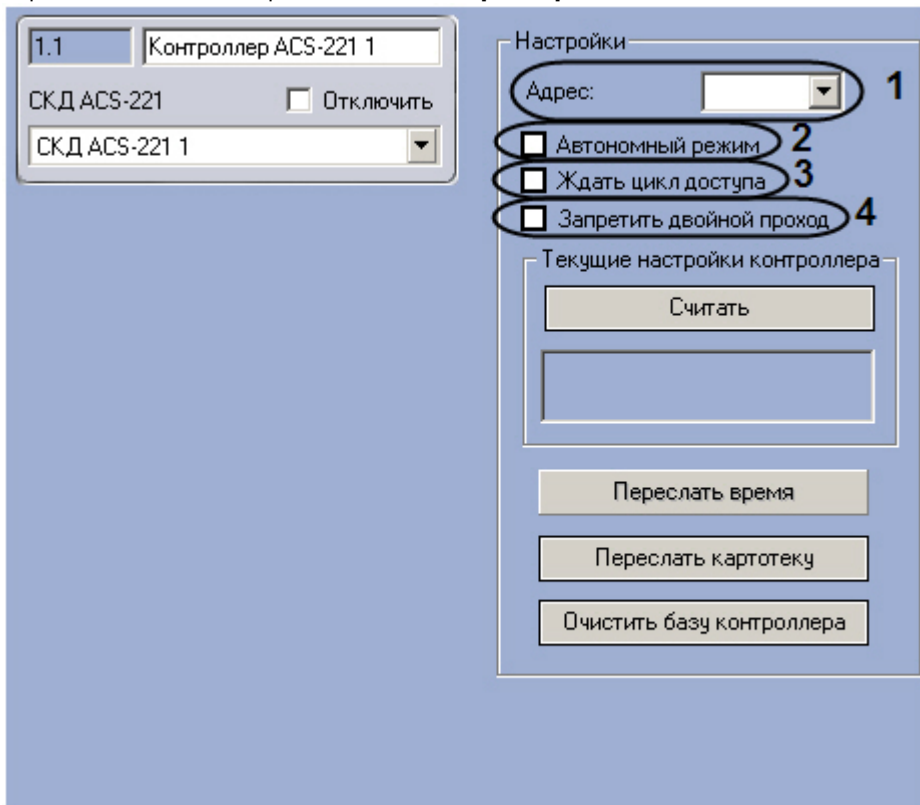 1.1 Контроллер ACS-221 1
СКД ACS-221 Отключить
СКД ACS-221 1
Настройки
Адрес: 1
Автономный режим 2
Ждать цикл доступа 3
Запретить двойной проход 4
Текущие настройки контроллера
Считать
Переслать время
Переслать картотеку
Очистить базу контроллера